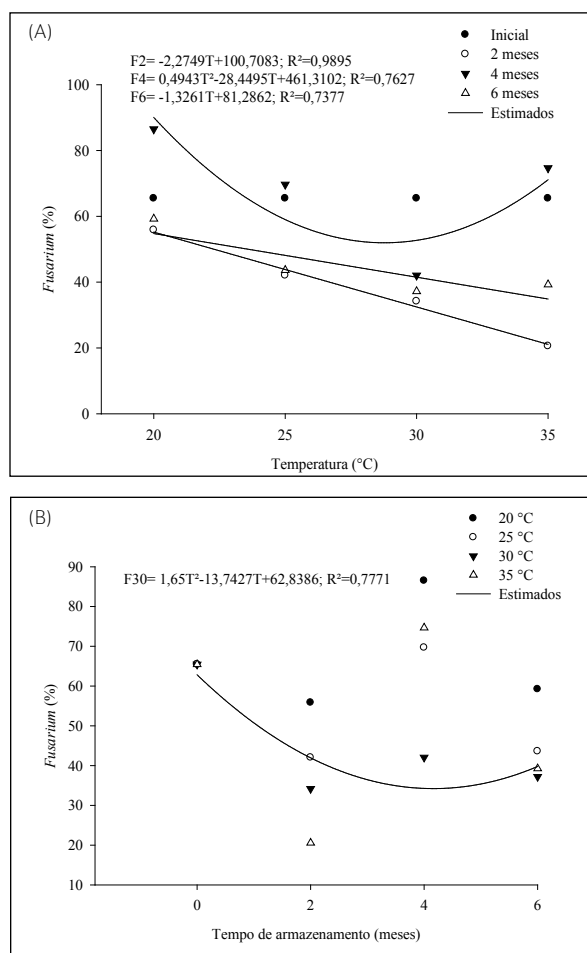 (A)
Inicial
2 meses
4 meses
6 meses
Estimados
F2= -2,2749T+100,7083; R²=0,9895
F4= 0,4943T²-28,4495T+461,3102; R²=0,7627
F6= -1,3261T+81,2862; R²=0,7377
Fusarium (%)
100
80
60
40
20
0
20 25 30 35
Temperatura (°C)
(B)
20 °C
25 °C
30 °C
35 °C
Estimados
F30= 1,65T²-13,7427T+62,8386; R²=0,7771
Fusarium (%)
90
80
70
60
50
40
30
20
10
0 2 4 6
Tempo de armazenamento (meses)